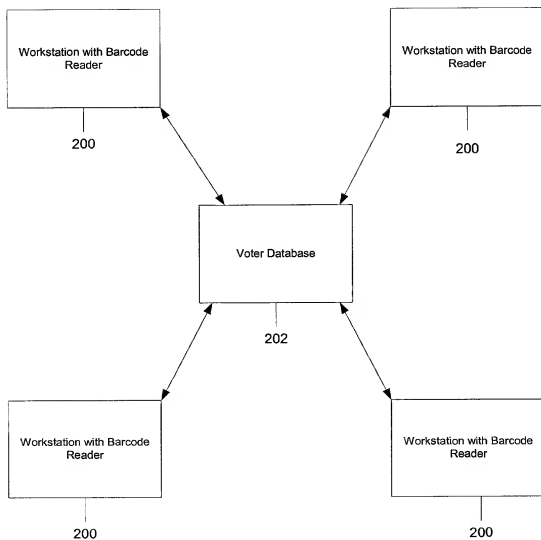 Workstation with Barcode
Reader
200
Workstation with Barcode
Reader
200
Voter Database
202
Workstation with Barcode
Reader
200
Workstation with Barcode
Reader
200